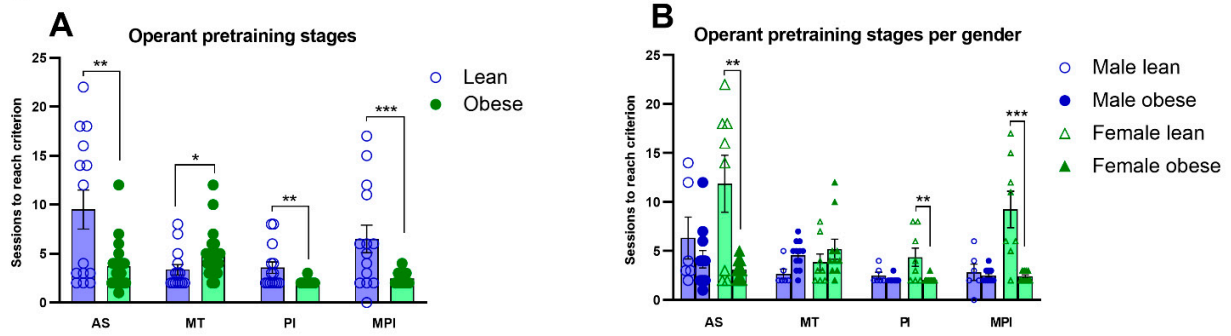 A
Operant pretraining stages
Sessions to reach criterion
25
20
15
10
5
0
**
*
**
***
AS
MT
PI
MPI
Lean
Obese
B
Operant pretraining stages per gender
Sessions to reach criterion
25
20
15
10
5
0
**
**
***
AS
MT
PI
MPI
Male lean
Male obese
Female lean
Female obese